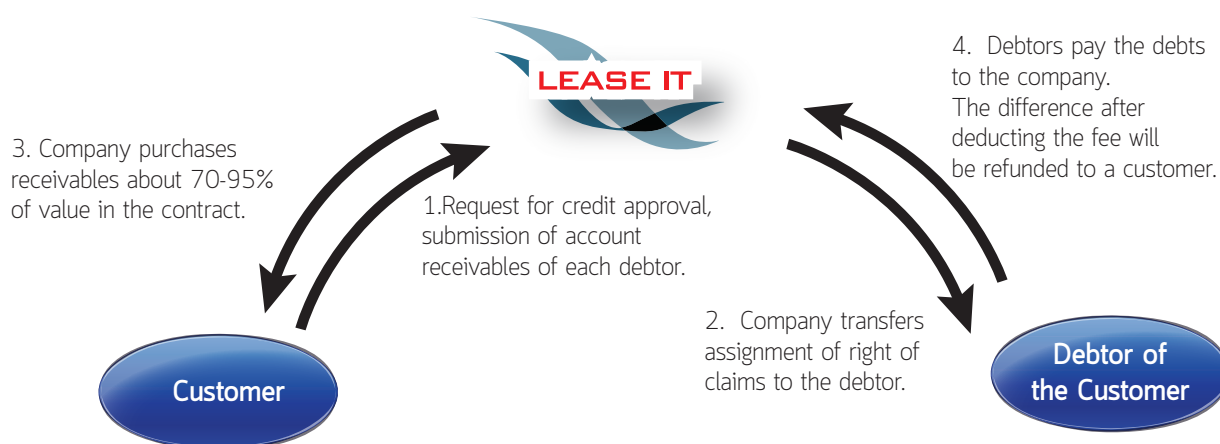 LEASE IT
3. Company purchases
receivables about 70-95%
of value in the contract.
1.Request for credit approval,
submission of account
receivables of each debtor.
4. Debtors pay the debts
to the company.
The difference after
deducting the fee will
be refunded to a customer.
2. Company transfers
assignment of right of
claims to the debtor.
Customer
Debtor of
the Customer